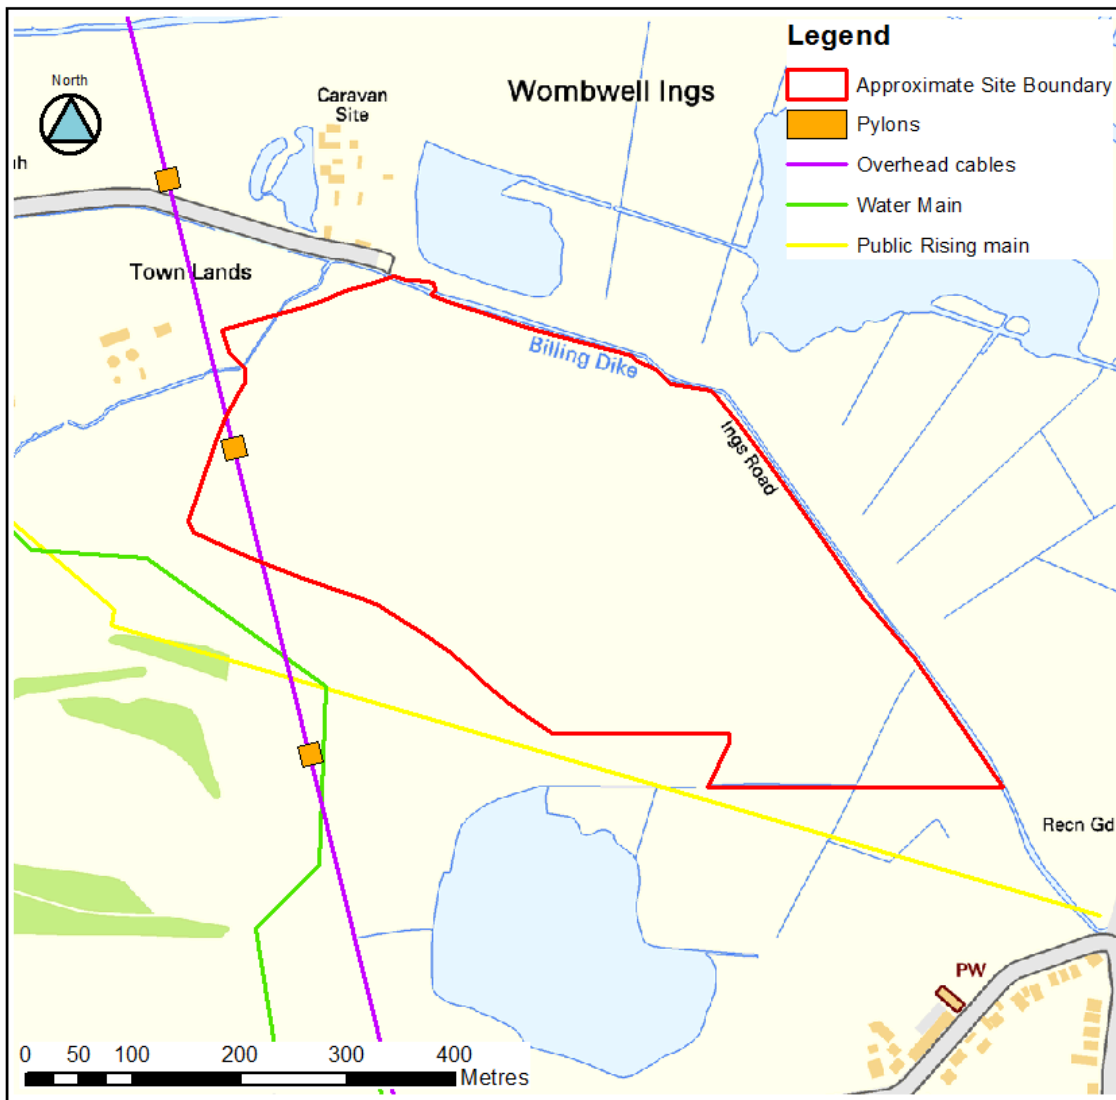 Legend
Approximate Site Boundary
Pylons
Overhead cables
Water Main
Public Rising main
North
Caravan
Site
Wombwell Ings
Town Lands
Billing Dike
Ings Road
Recn Gd
PW
0 50 100 200 300 400
Metres